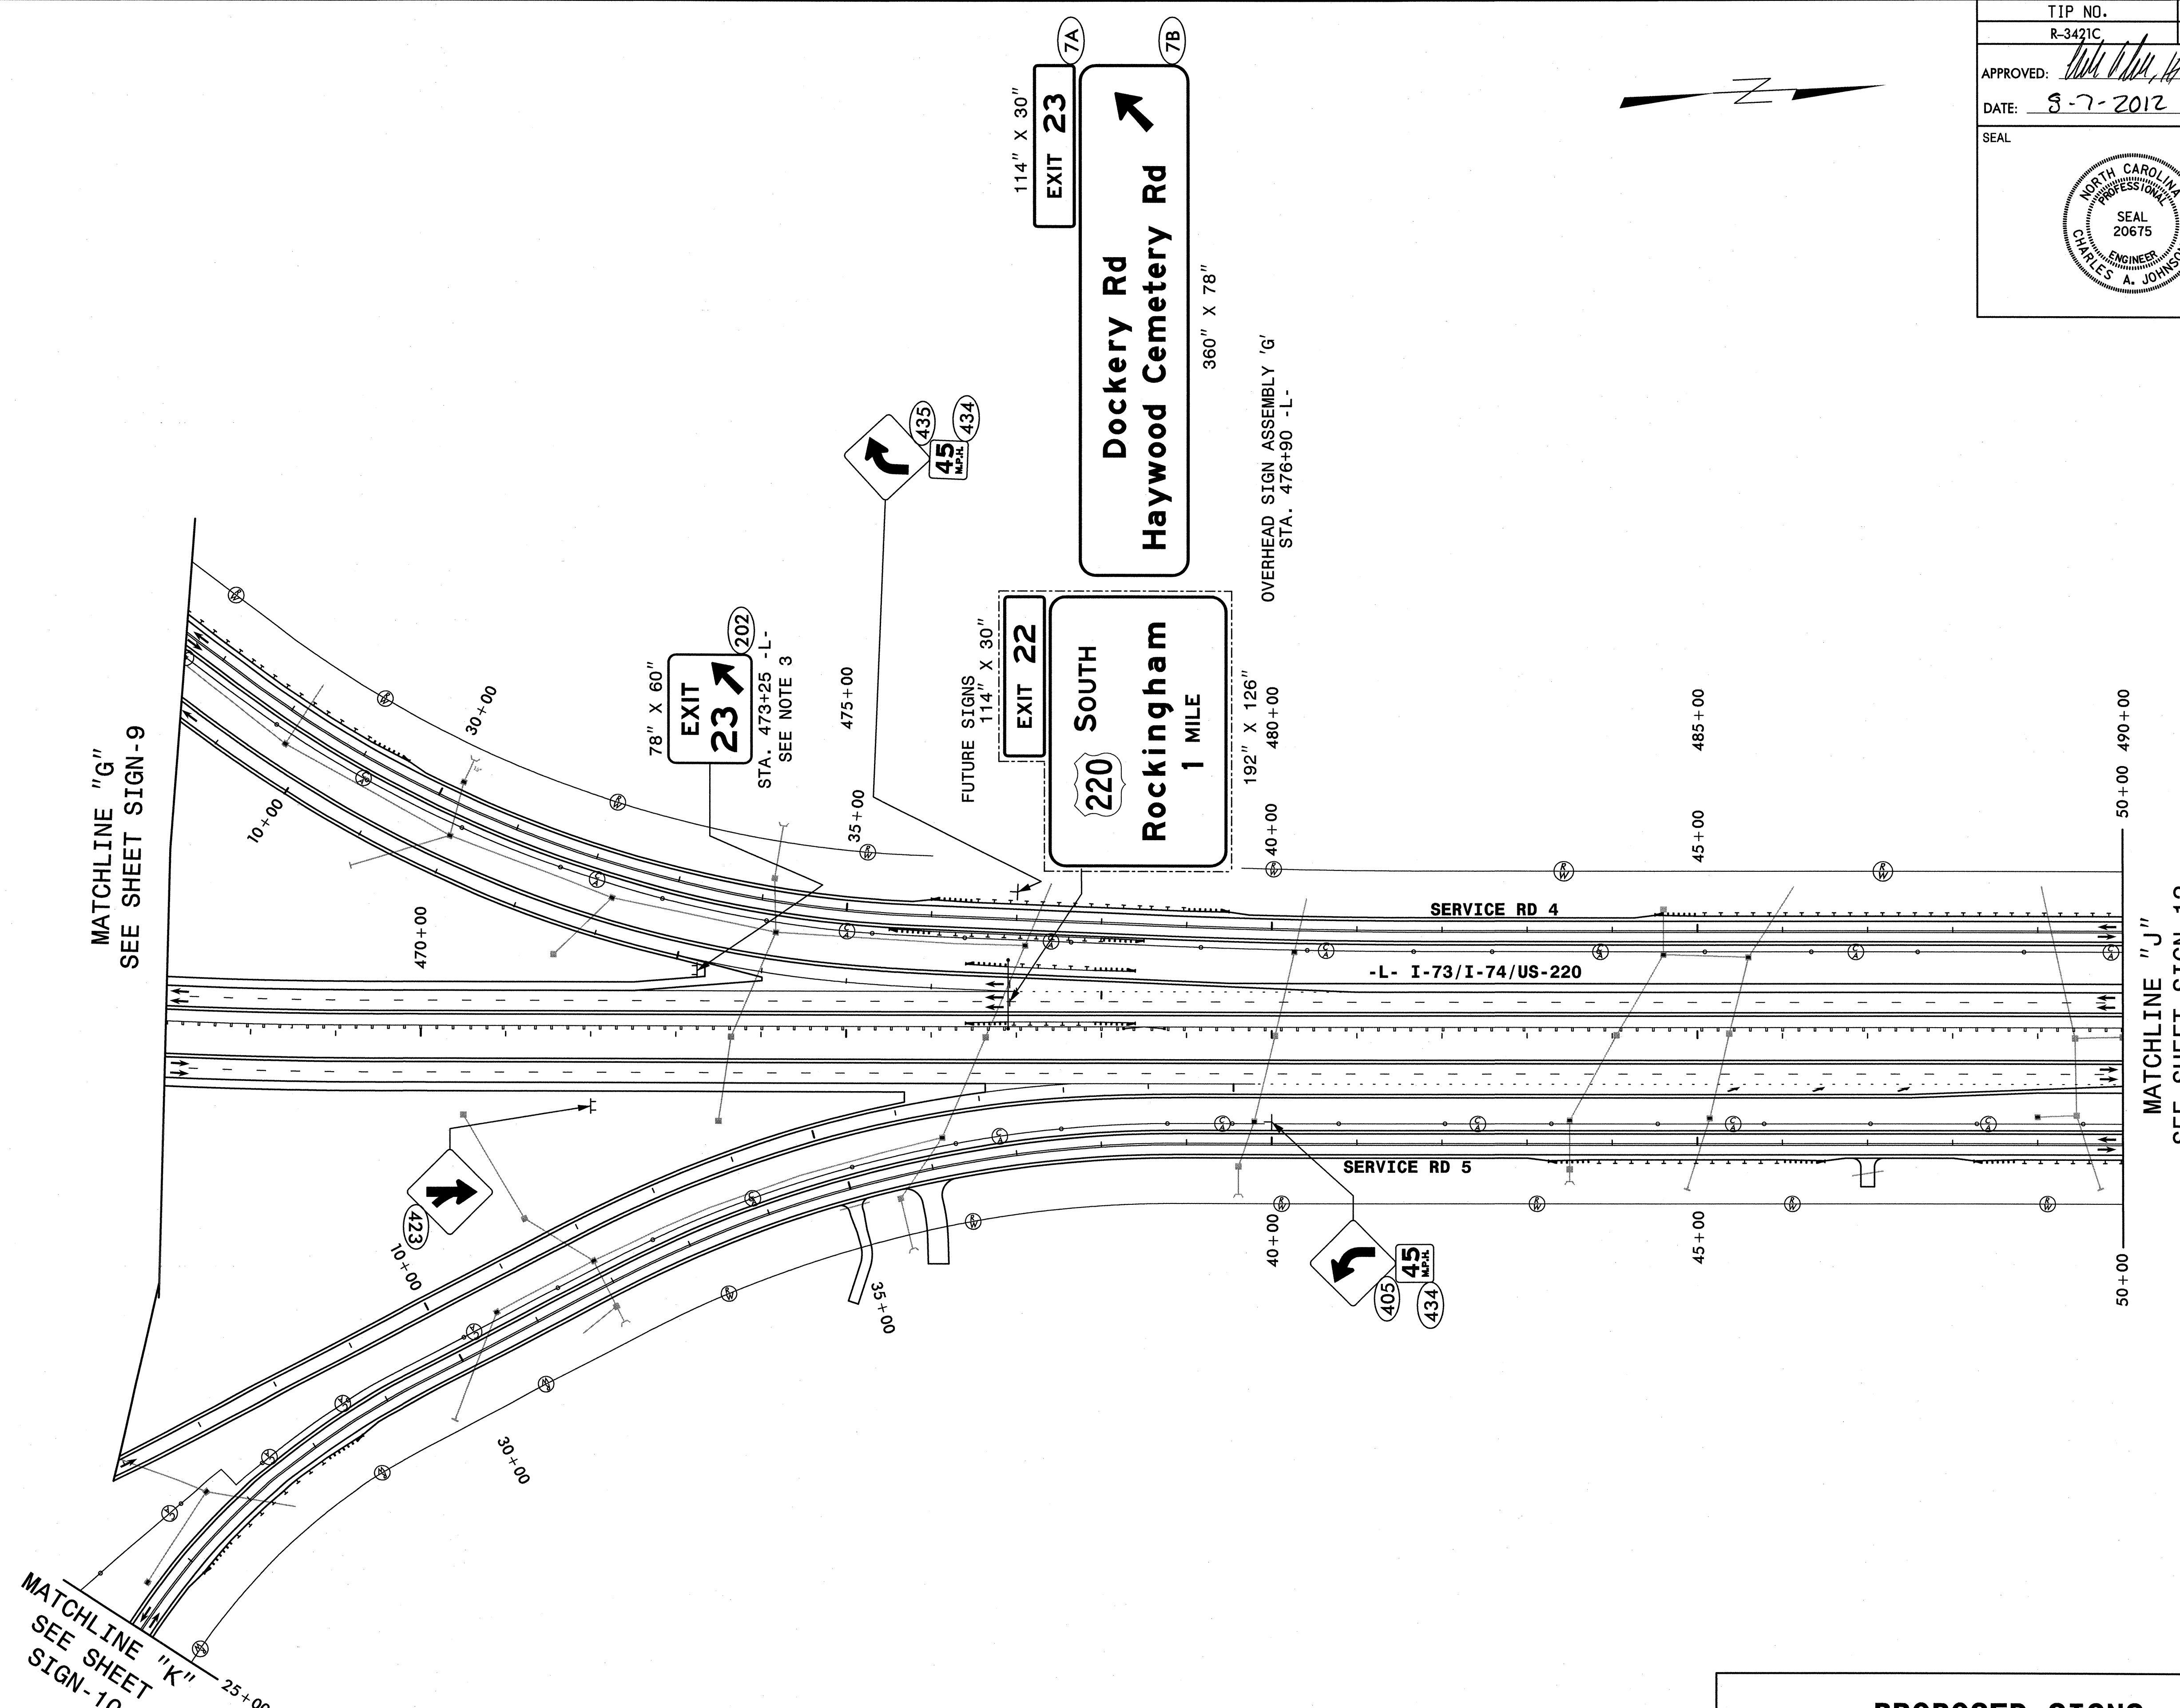 TIP NO.
R-3421C
APPROVED:
DATE: 8-7-2012
SEAL
NORTH CAROLINA
PROFESSIONAL
SEAL
20675
ENGINEER
CHARLES A. JOHNSON
7A
7B
114" X 30"
EXIT 23
Dockery Rd
Haywood Cemetery Rd
360" X 78"
OVERHEAD SIGN ASSEMBLY 'G'
STA. 476+90 -L-
435
45
M.P.H.
434
78" X 60"
EXIT
23
202
STA. 473+25 -L-
SEE NOTE 3
FUTURE SIGNS
114" X 30"
EXIT 22
220 SOUTH
Rockingham
1 MILE
192" X 126"
MATCHLINE "G"
SEE SHEET SIGN-9
10+00
30+00
35+00
40+00
45+00
50+00
470+00
475+00
480+00
485+00
490+00
SERVICE RD 4
-L- I-73/I-74/US-220
SERVICE RD 5
423
10+00
30+00
35+00
40+00
45+00
50+00
405
45
M.P.H.
434
MATCHLINE "J"
MATCHLINE "K"
SEE SHEET
SIGN-10
25+00
PROPOSED SIGNS